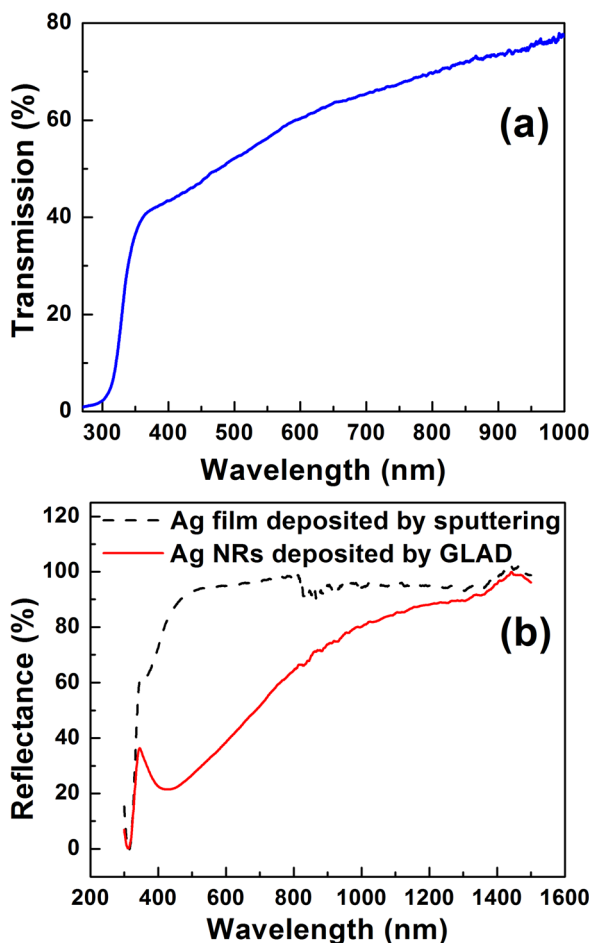 80
60
40
20
0
Transmission (%)
(a)
300 400 500 600 700 800 900 1000
Wavelength (nm)
120
100
80
60
40
20
0
Reflectance (%)
Ag film deposited by sputtering
Ag NRs deposited by GLAD
(b)
200 400 600 800 1000 1200 1400 1600
Wavelength (nm)